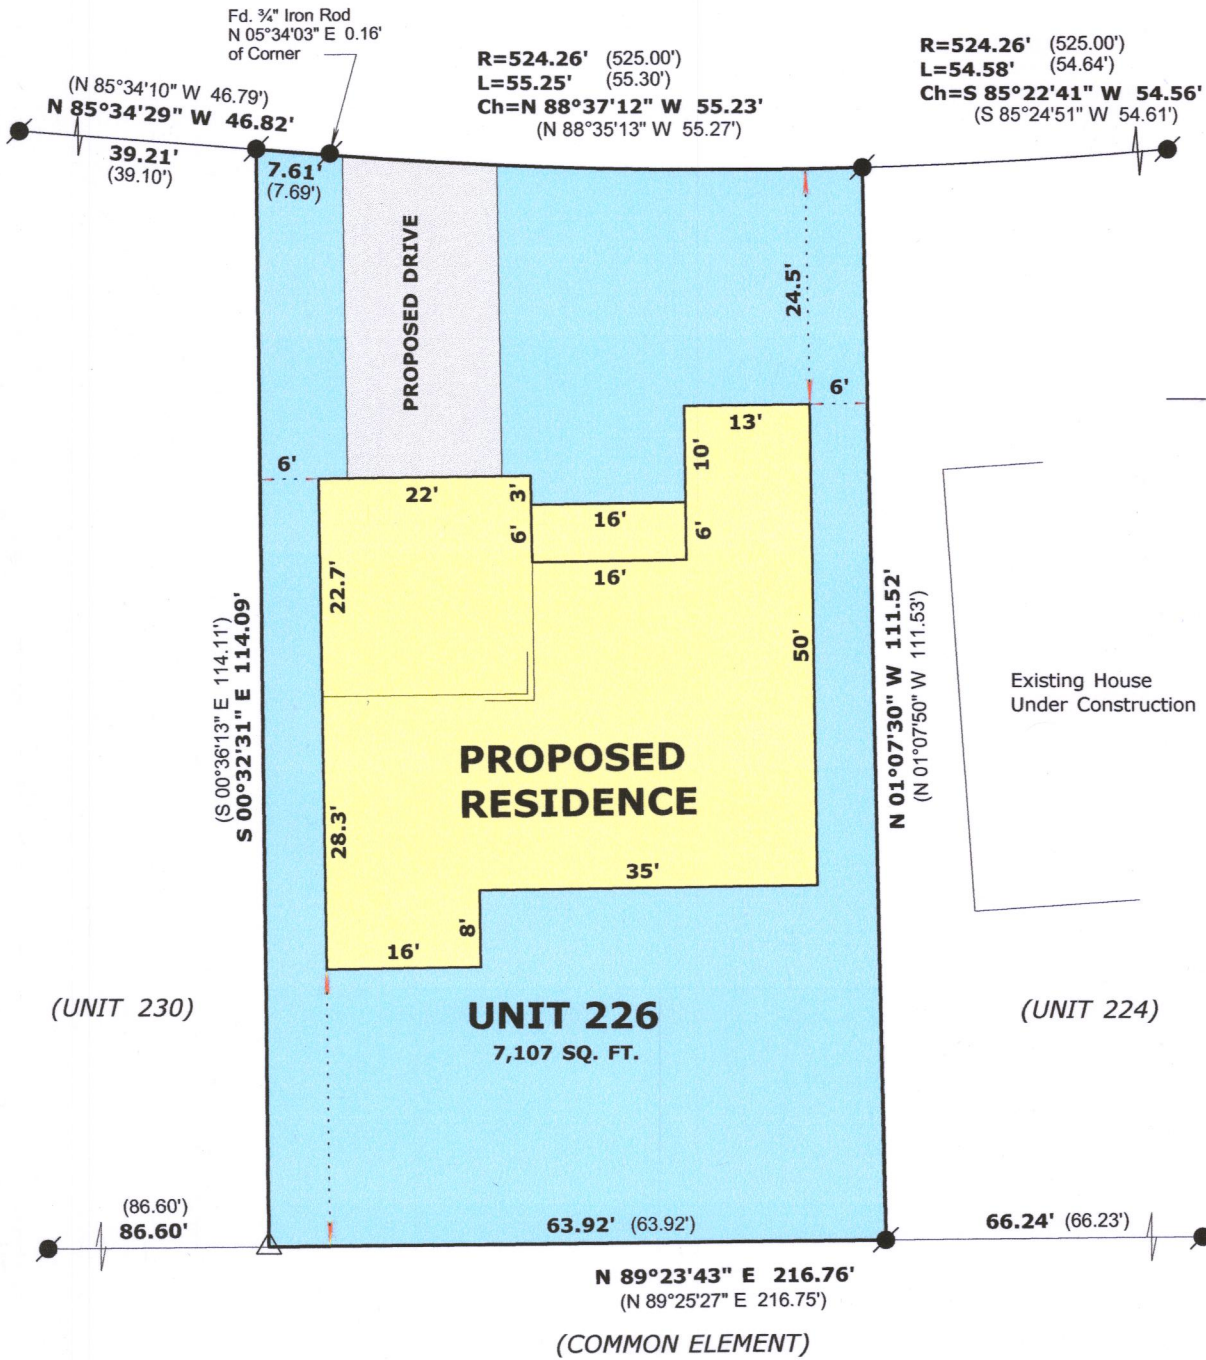 Fd. ¾" Iron Rod
N 05°34'03" E 0.16'
of Corner
(N 85°34'10" W 46.79')
N 85°34'29" W 46.82'
R=524.26' (525.00')
L=55.25' (55.30')
Ch=N 88°37'12" W 55.23'
(N 88°35'13" W 55.27')
R=524.26' (525.00')
L=54.58' (54.64')
Ch=S 85°22'41" W 54.56'
(S 85°24'51" W 54.61')
39.21'
(39.10')
7.61'
(7.69')
PROPOSED DRIVE
24.5'
6'
13'
10'
6'
22'
3'
16'
6'
6'
16'
22.7'
50'
(S 00°36'13" E 114.11')
S 00°32'31" E 114.09'
N 01°07'30" W 111.52'
(N 01°07'50" W 111.53')
Existing House
Under Construction
PROPOSED
RESIDENCE
28.3'
35'
8'
16'
(UNIT 230)
UNIT 226
7,107 SQ. FT.
(UNIT 224)
(86.60')
86.60'
63.92' (63.92')
66.24' (66.23')
N 89°23'43" E 216.76'
(N 89°25'27" E 216.75')
(COMMON ELEMENT)